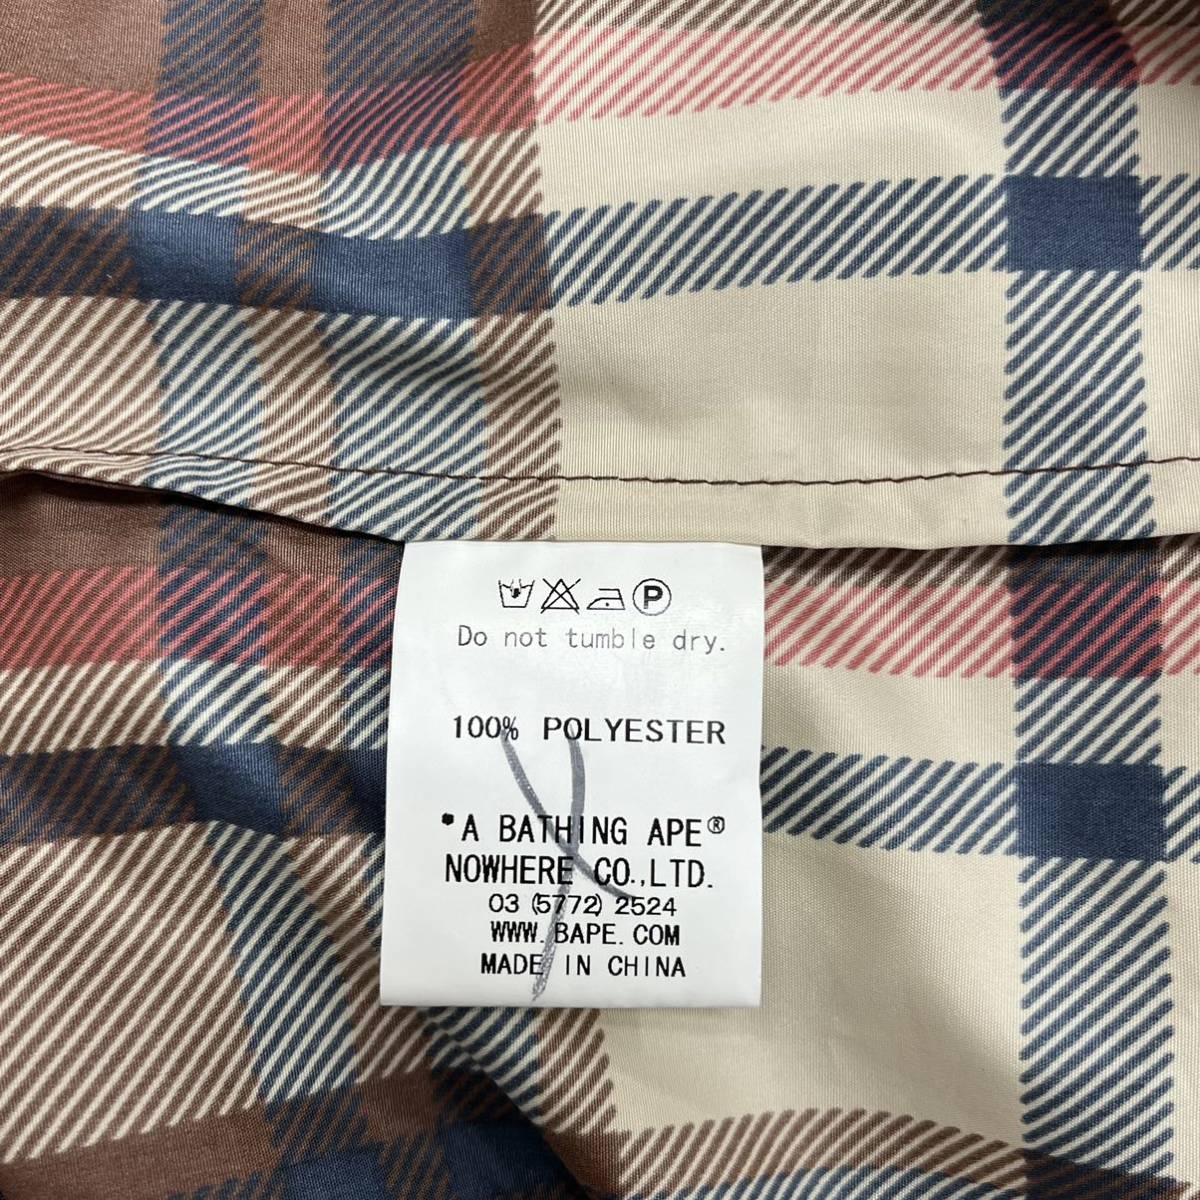 P
Do not tumble dry.
100% POLYESTER
*A BATHING APE®
NOWHERE CO.,LTD.
03 (5772) 2524
WWW. BAPE. COM
MADE IN CHINA